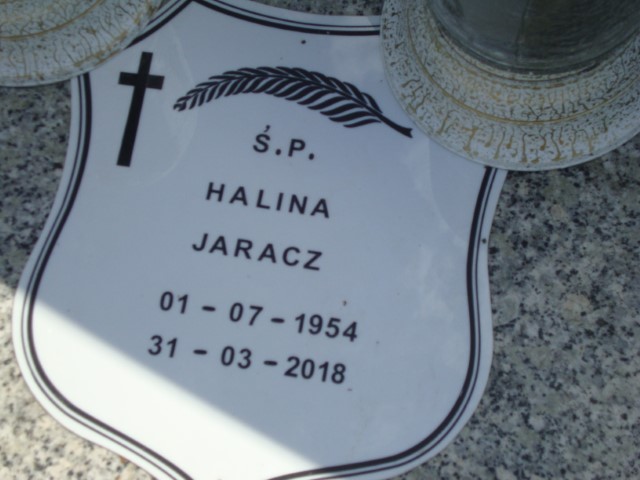 Ś.P.
HALINA
JARACZ
01 - 07 - 1954
31 - 03 - 2018